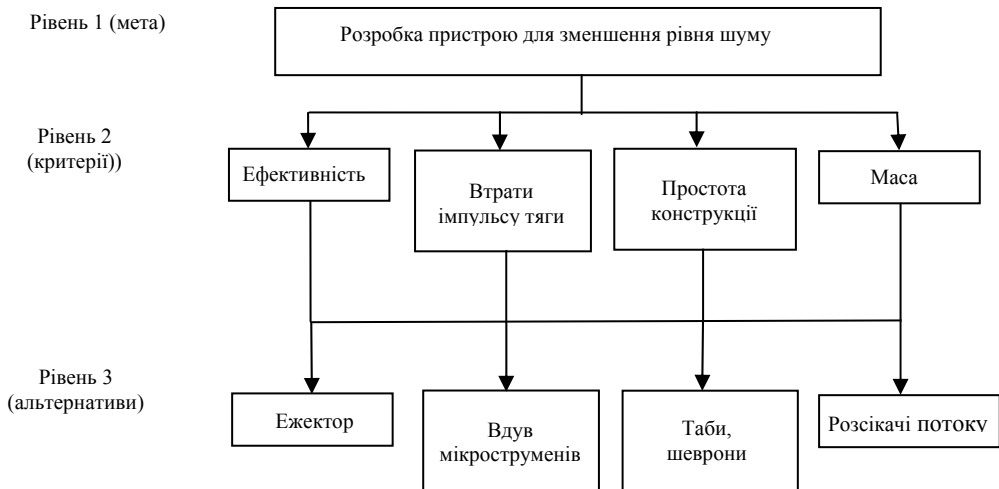 Рівень 1 (мета)
Розробка пристрою для зменшення рівня шуму
Рівень 2
(критерії))
Ефективність
Втрати
імпульсу тяги
Простота
конструкції
Маса
Рівень 3
(альтернативи)
Ежектор
Вдув
мікроструменів
Таби,
шеврони
Розсікачі потоку